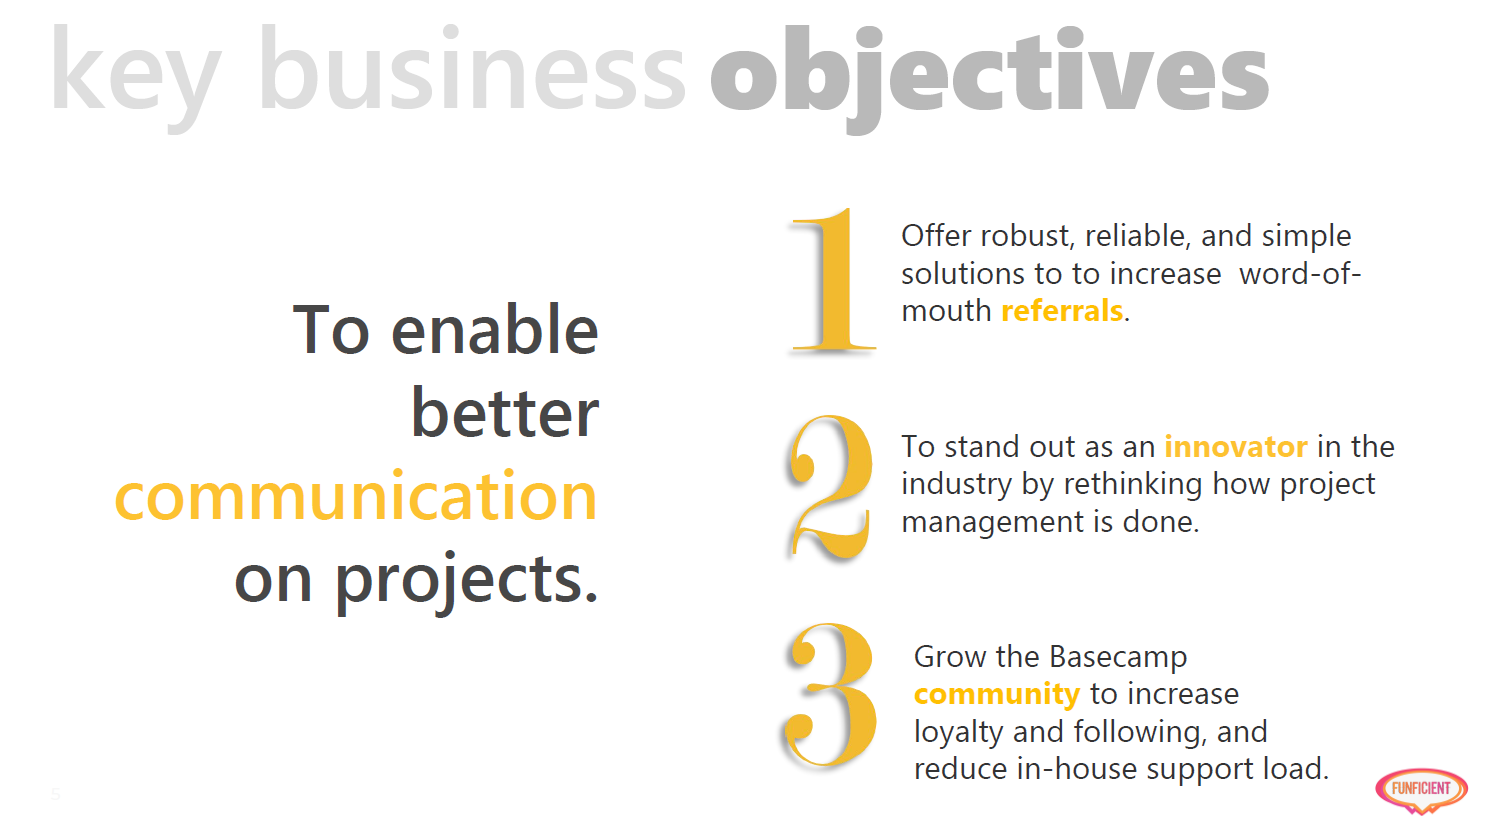 key business objectives
To enable
better
communication
on projects.
1
Offer robust, reliable, and simple
solutions to to increase  word-of-
mouth referrals.
2
To stand out as an innovator in the
industry by rethinking how project
management is done.
3
Grow the Basecamp
community to increase
loyalty and following, and
reduce in-house support load.
5
FUNFICIENT